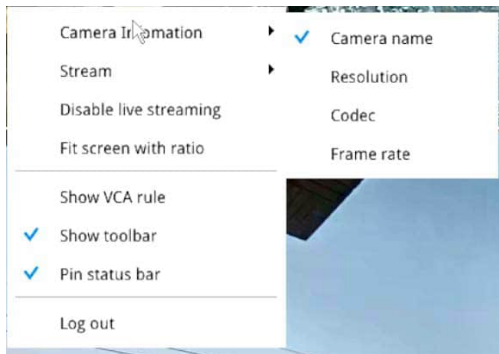 Camera Information
Stream
Disable live streaming
Fit screen with ratio
Show VCA rule
Show toolbar
Pin status bar
Log out
Camera name
Resolution
Codec
Frame rate